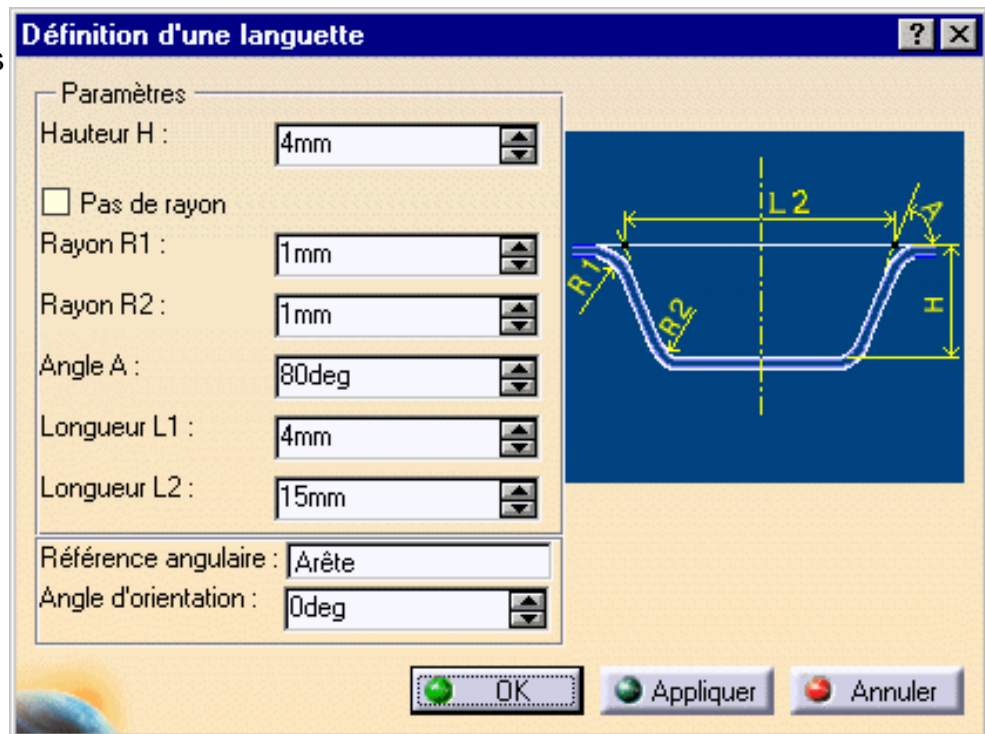 Définition d'une languette
s
Paramètres
Hauteur H : 4mm
Pas de rayon
Rayon R1 : 1mm
Rayon R2 : 1mm
Angle A : 80deg
Longueur L1 : 4mm
Longueur L2 : 15mm
Référence angulaire : Arête
Angle d'orientation : 0deg
L 2
A
R1
R2
H
OK Appliquer Annuler